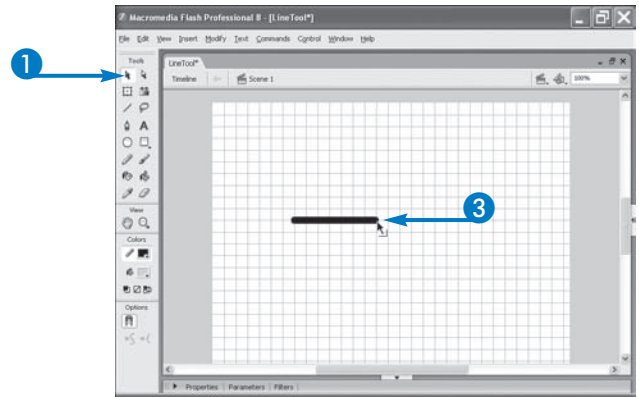 Macromedia Flash Professional 8 - [LineTool*]
File Edit View Insert Modify Text Commands Control Window Help
1
Tools
LineTool*
Timeline
Scene 1
100%
A
3
View
Colors
Options
Properties Parameters Filters